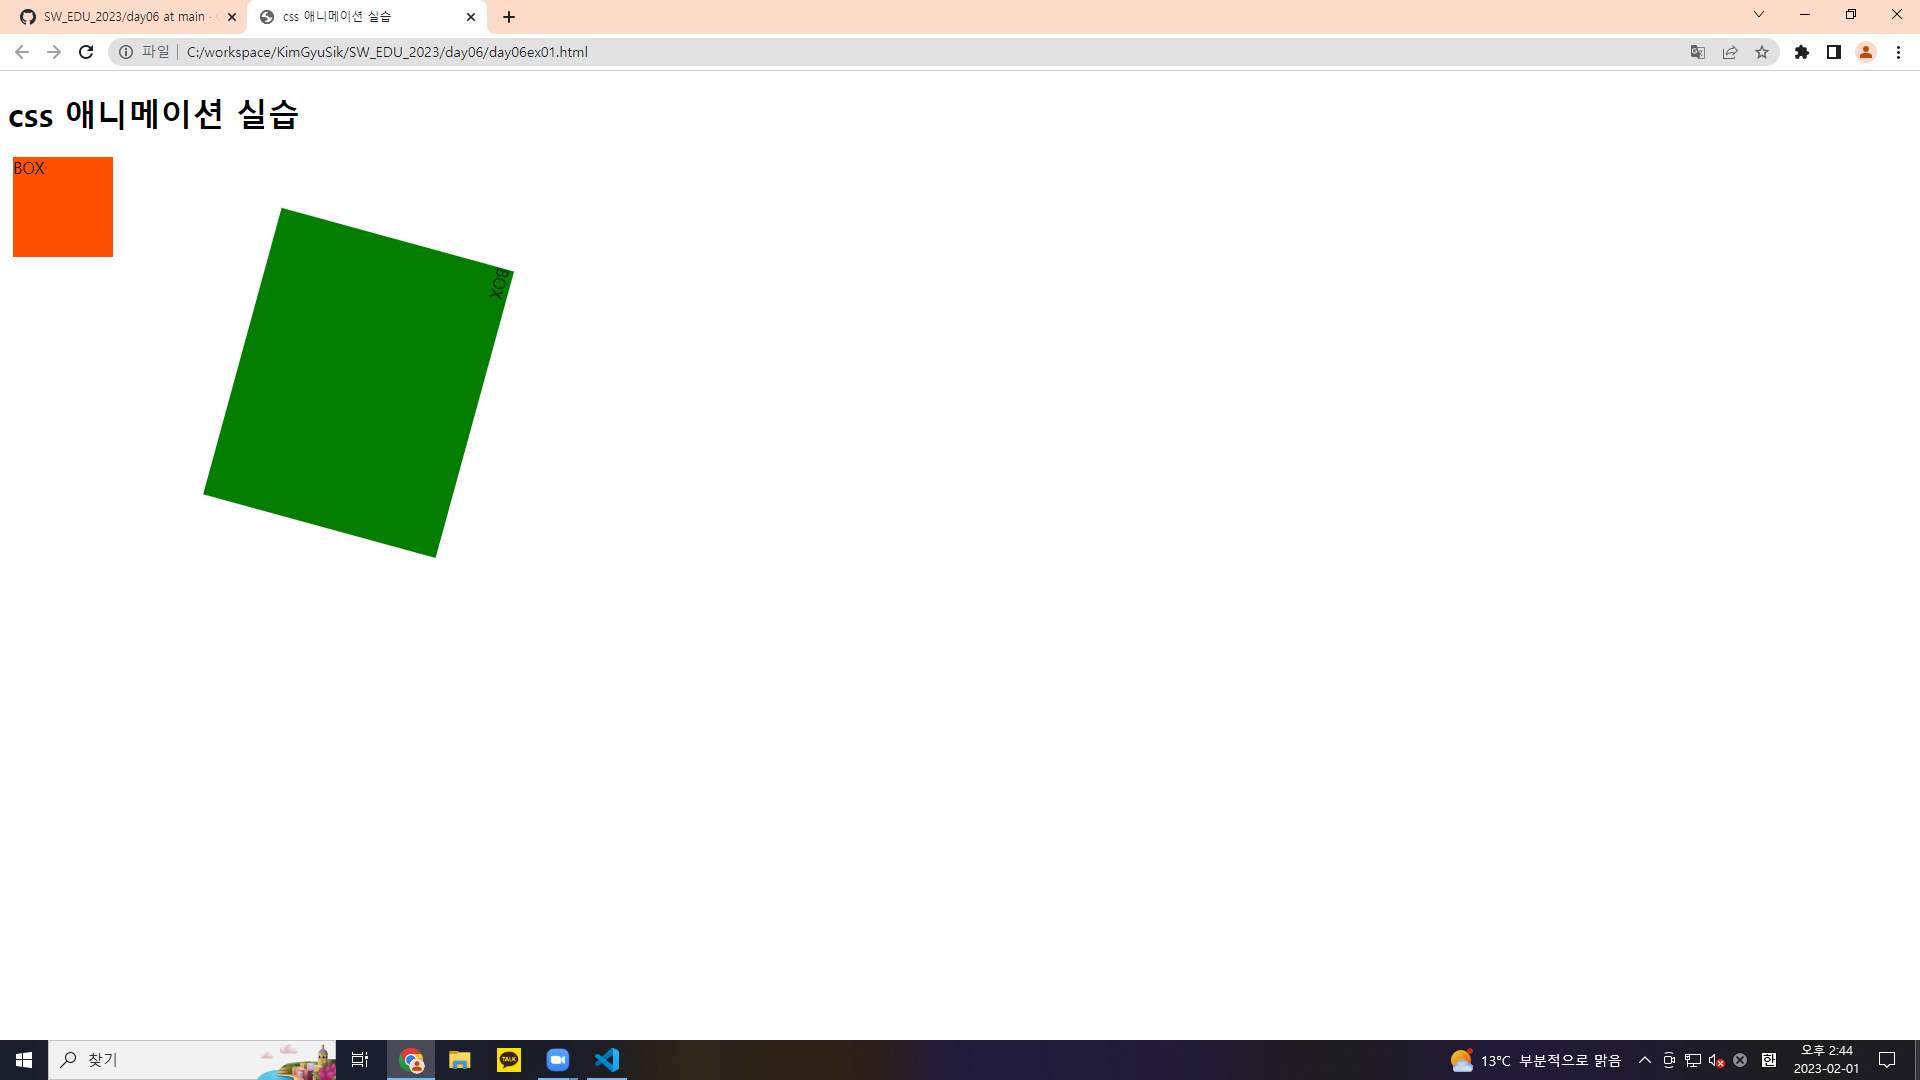 SW_EDU_2023/day06 at main ·
css 애니메이션 실습
파일 C:/workspace/KimGyuSik/SW_EDU_2023/day06/day06ex01.html
css 애니메이션 실습
BOX
BOX
찾기
TALK
13°C 부분적으로 맑음
한
오후 2:44
2023-02-01